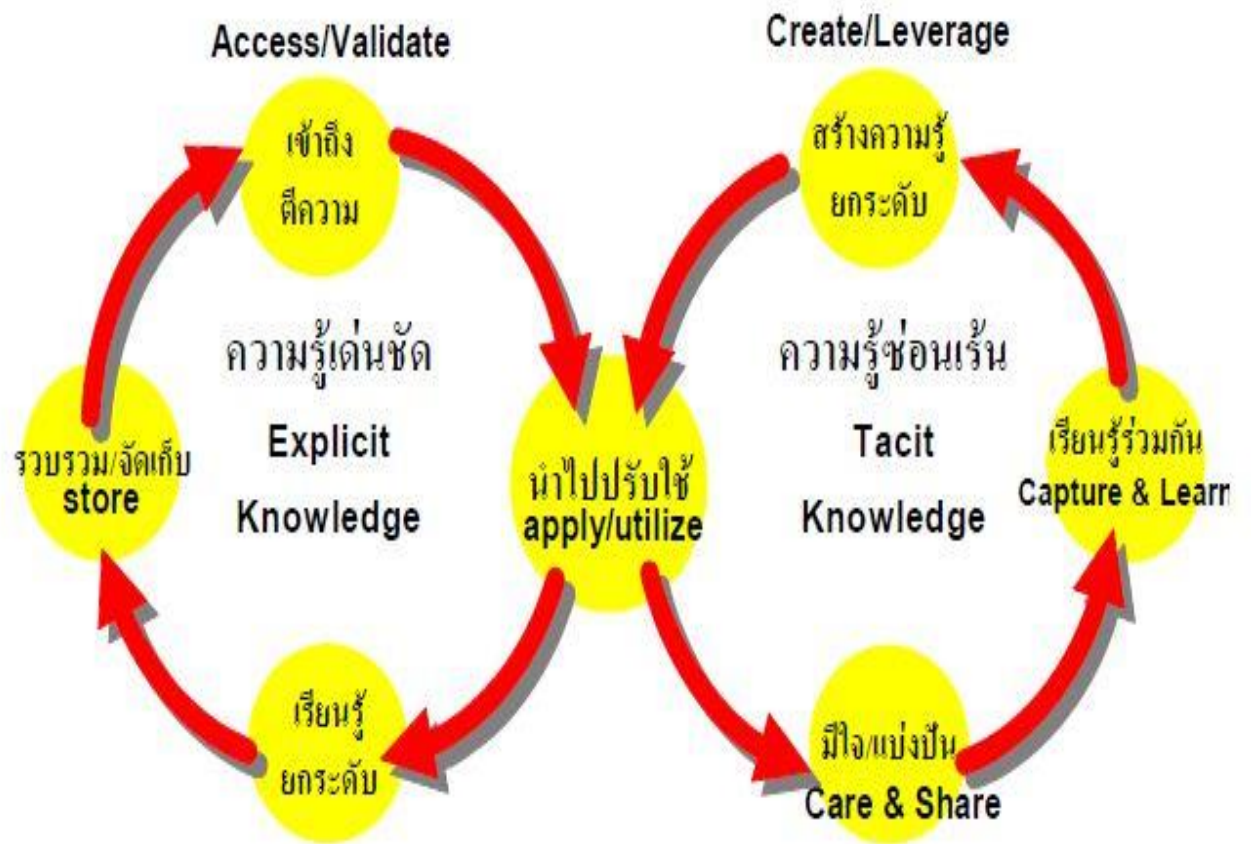 Access/Validate
เข้าถึง
ตีความ
Create/Leverage
สร้างความรู้
ยกระดับ
ความรู้เด่นชัด
Explicit
Knowledge
ความรู้ซ่อนเร้น
Tacit
Knowledge
รวบรวม/จัดเก็บ
store
นำไปปรับใช้
apply/utilize
เรียนรู้ร่วมกัน
Capture & Learn
เรียนรู้
ยกระดับ
มีใจ/แบ่งปัน
Care & Share